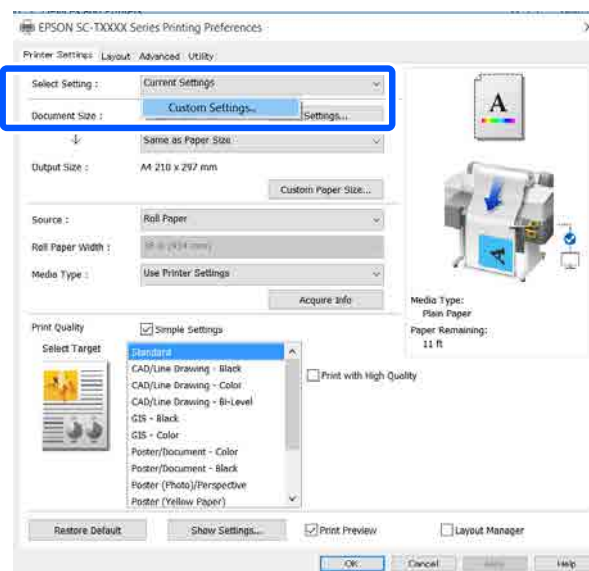 EPSON SC-TXXXX Series Printing Preferences
Printer Settings Layout Advanced Utility
Select Setting : Current Settings
Custom Settings...
Document Size : Settings...
Same as Paper Size
Output Size : A4 210 x 297 mm
Custom Paper Size...
Source : Roll Paper
Roll Paper Width :
Media Type : Use Printer Settings
Acquire Info
Media Type:
Plain Paper
Paper Remaining:
11 ft
Print Quality Simple Settings
Select Target
Standard
CAD/Line Drawing - Black
CAD/Line Drawing - Color
CAD/Line Drawing - Bi-Level
GIS - Black
GIS - Color
Poster/Document - Color
Poster/Document - Black
Poster (Photo)/Perspective
Poster (Yellow Paper)
Print with High Quality
Restore Default Show Settings... Print Preview Layout Manager
OK Cancel Help
A
A